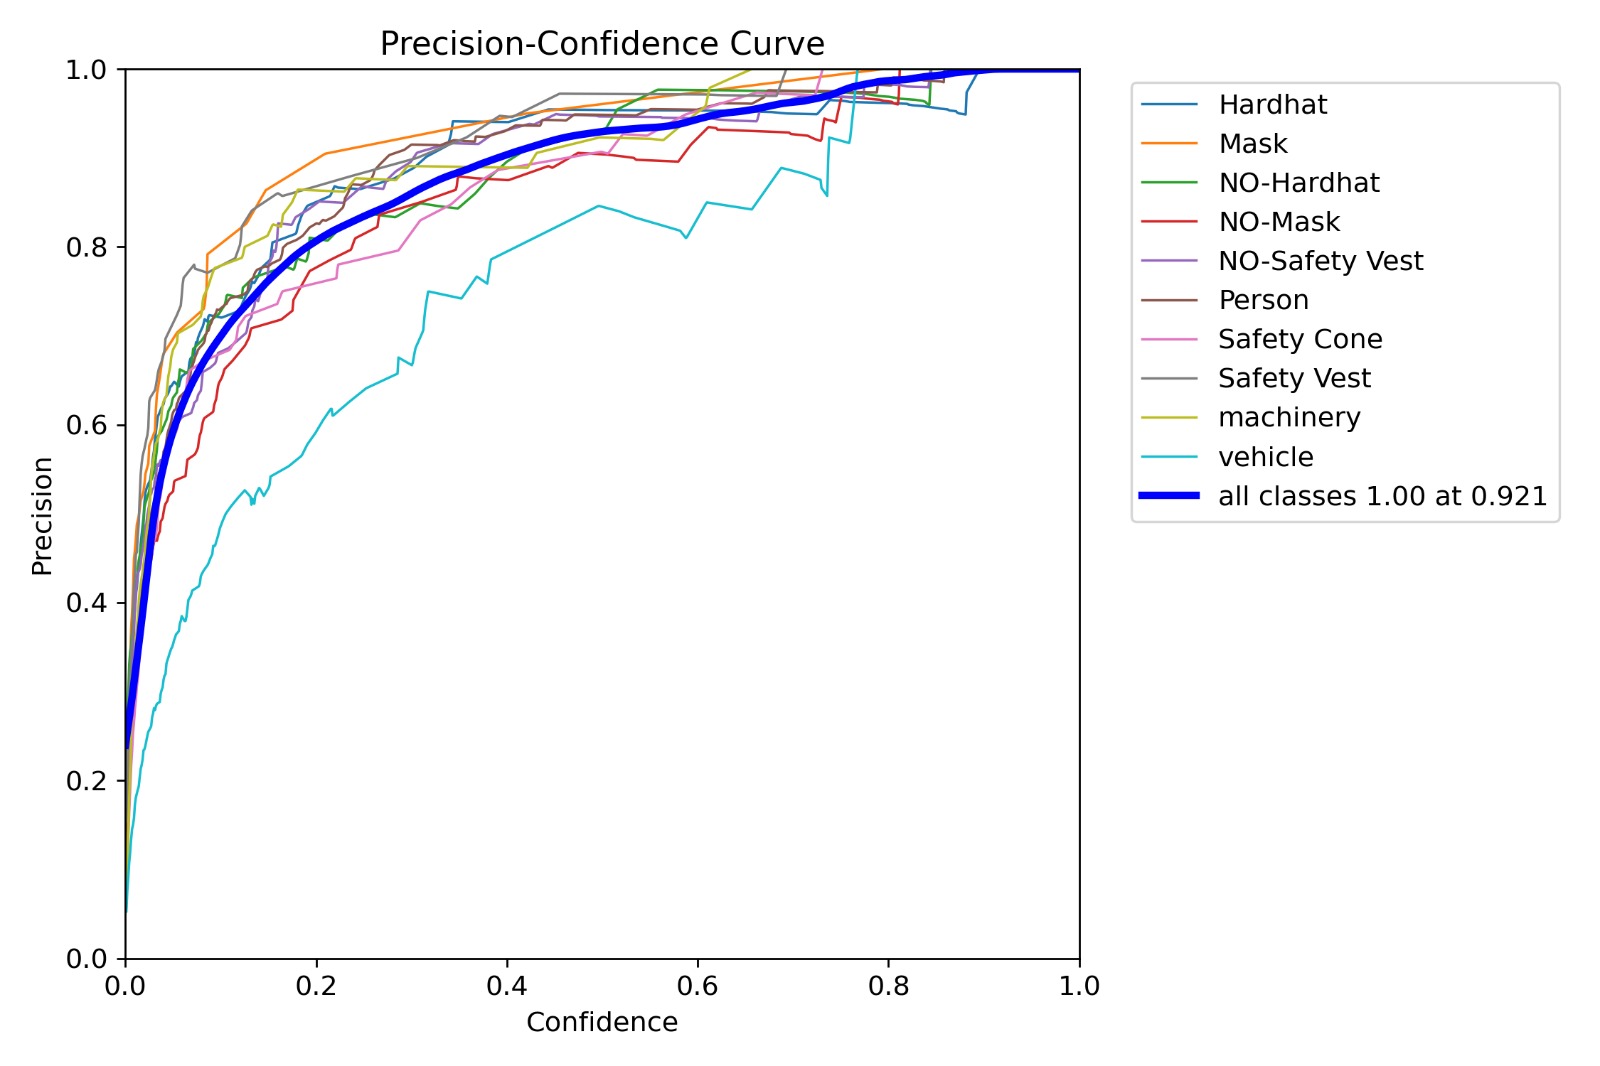 Precision-Confidence Curve
1.0
0.8
0.6
0.4
0.2
0.0
Precision
0.0 0.2 0.4 0.6 0.8 1.0
Confidence
Hardhat
Mask
NO-Hardhat
NO-Mask
NO-Safety Vest
Person
Safety Cone
Safety Vest
machinery
vehicle
all classes 1.00 at 0.921